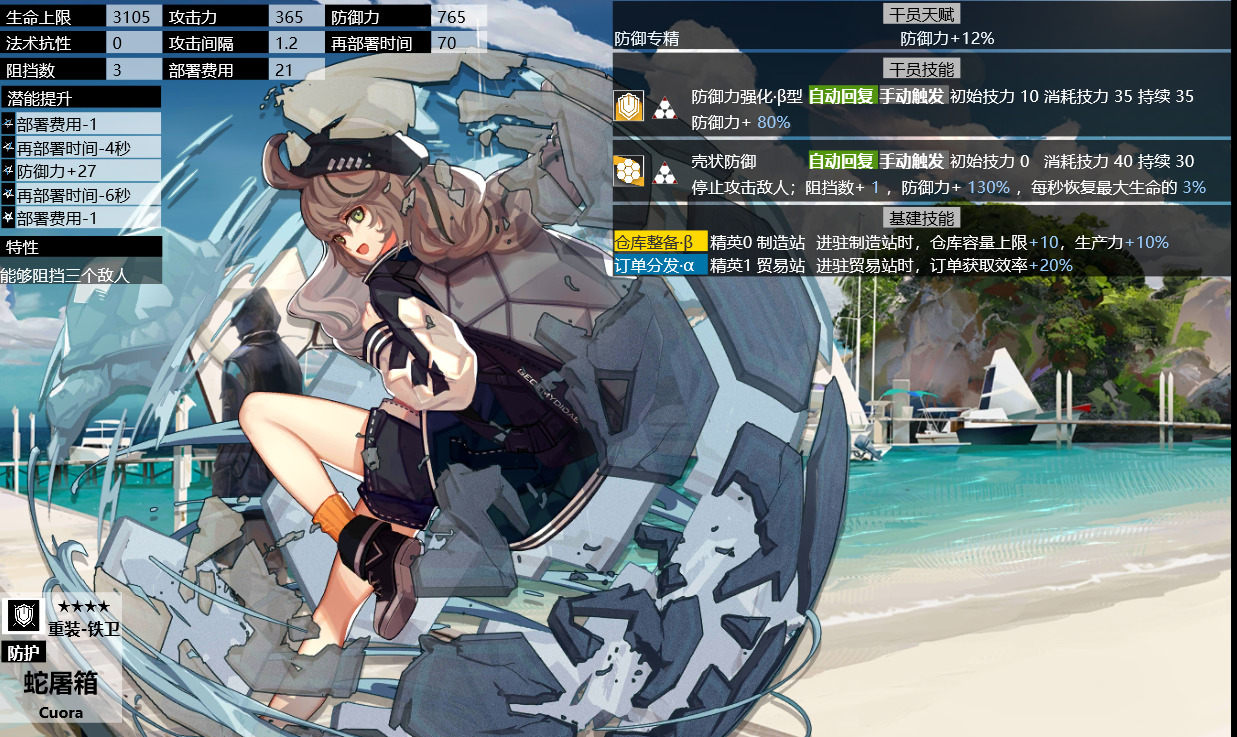 生命上限 3105 攻击力 365 防御力 765
法术抗性 0 攻击间隔 1.2 再部署时间 70
阻挡数 3 部署费用 21
潜能提升
部署费用-1
再部署时间-4秒
防御力+27
再部署时间-6秒
部署费用-1
特性
能够阻挡三个敌人
干员天赋
防御专精 防御力+12%
干员技能
防御力强化·β型 自动回复 手动触发 初始技力 10 消耗技力 35 持续 35
防御力+ 80%
壳状防御 自动回复 手动触发 初始技力 0 消耗技力 40 持续 30
停止攻击敌人；阻挡数+ 1 ，防御力+ 130% ，每秒恢复最大生命的 3%
基建技能
仓库整备·β 精英0 制造站 进驻制造站时，仓库容量上限+10，生产力+10%
订单分发·α 精英1 贸易站 进驻贸易站时，订单获取效率+20%
★★★★
重装-铁卫
防护
蛇屠箱
Cuora